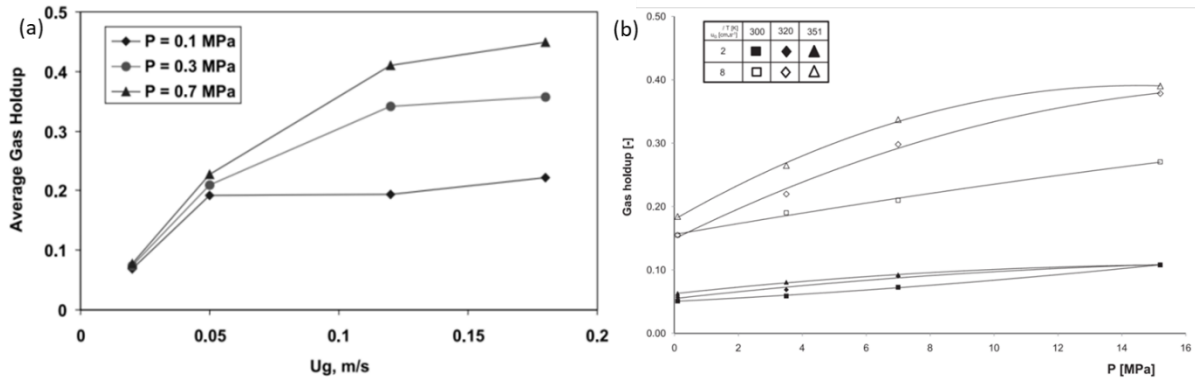 (a)
P = 0.1 MPa
P = 0.3 MPa
P = 0.7 MPa
Average Gas Holdup
0.5
0.4
0.3
0.2
0.1
0
0 0.05 0.1 0.15 0.2
Ug, m/s
(b)
T [K] 300 320 351
2
8
Gas holdup [-]
0.50
0.40
0.30
0.20
0.10
0.00
0 2 4 6 8 10 12 14 16
P [MPa]